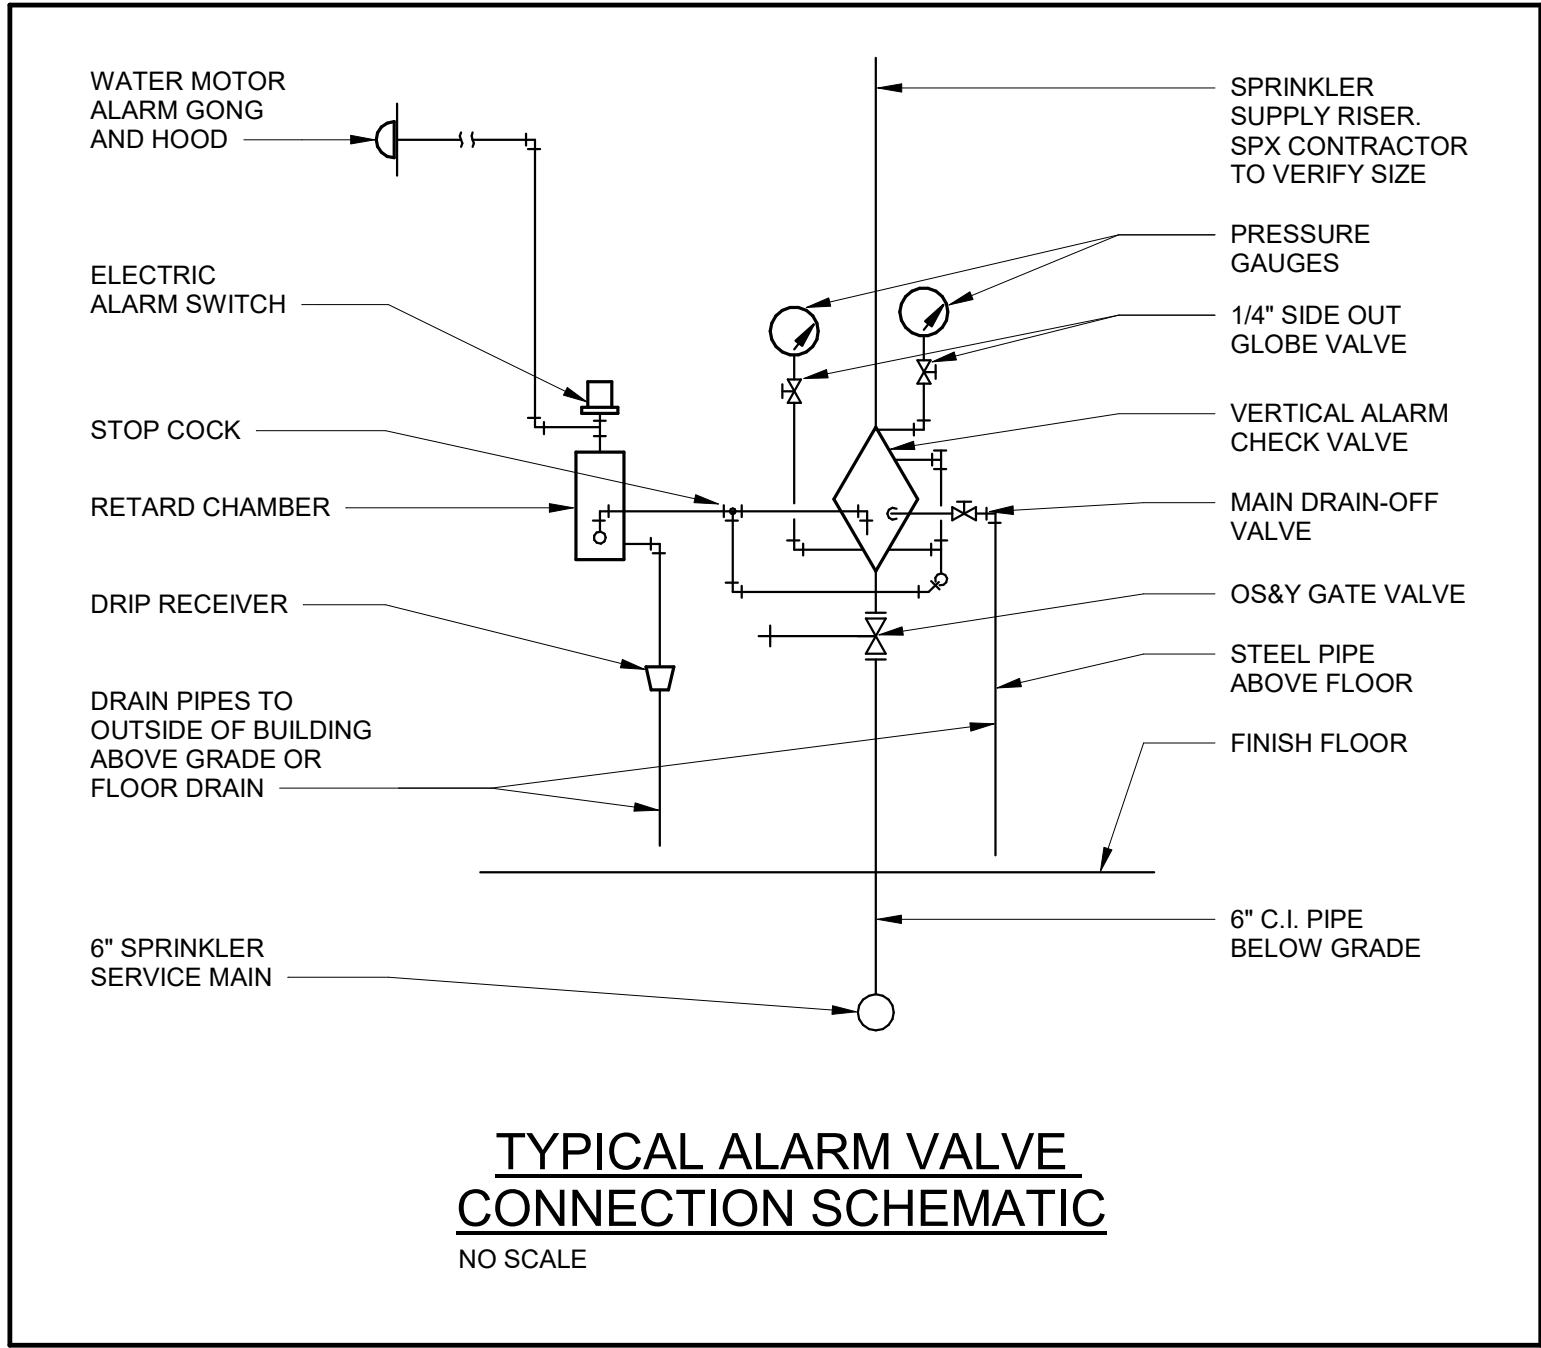 WATER MOTOR
ALARM GONG
AND HOOD
ELECTRIC
ALARM SWITCH
STOP COCK
RETARD CHAMBER
DRIP RECEIVER
DRAIN PIPES TO
OUTSIDE OF BUILDING
ABOVE GRADE OR
FLOOR DRAIN
6" SPRINKLER
SERVICE MAIN
SPRINKLER
SUPPLY RISER.
SPX CONTRACTOR
TO VERIFY SIZE
PRESSURE
GAUGES
1/4" SIDE OUT
GLOBE VALVE
VERTICAL ALARM
CHECK VALVE
MAIN DRAIN-OFF
VALVE
OS&Y GATE VALVE
STEEL PIPE
ABOVE FLOOR
FINISH FLOOR
6" C.I. PIPE
BELOW GRADE
TYPICAL ALARM VALVE
CONNECTION SCHEMATIC
NO SCALE